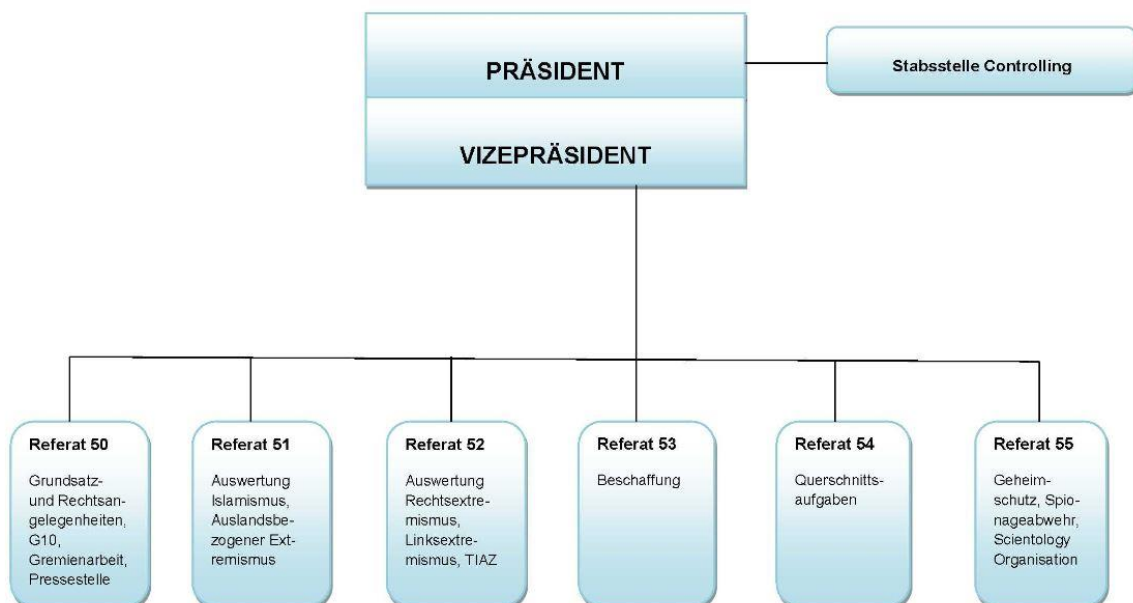 PRÄSIDENT
Stabsstelle Controlling
VIZEPRÄSIDENT
Referat 50
Grundsatz-
und Rechtsan-
gelegenheiten,
G10,
Gremienarbeit,
Pressestelle
Referat 51
Auswertung
Islamismus,
Auslandsbe-
zogener Ext-
remismus
Referat 52
Auswertung
Rechtsextre-
mismus,
Linksextre-
mismus, TIAZ
Referat 53
Beschaffung
Referat 54
Querschnitts-
aufgaben
Referat 55
Geheim-
schutz, Spio-
nageabwehr,
Scientology
Organisation